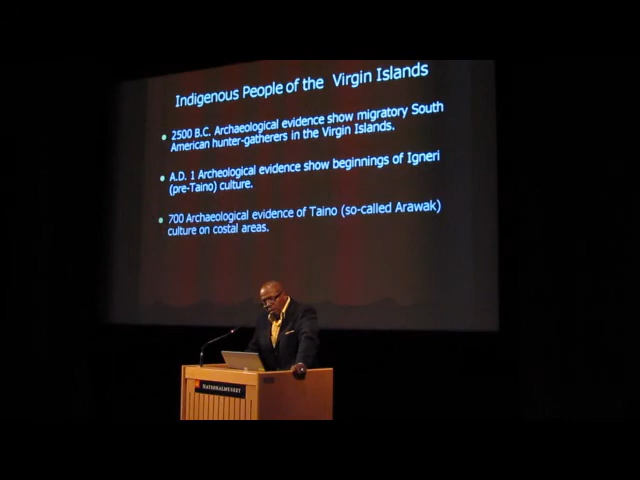 Indigenous People of the Virgin Islands
2500 B.C. Archaeological evidence show migratory South
American hunter-gatherers in the Virgin Islands.
A.D. 1 Archeological evidence show beginnings of Igneri
(pre-Taino) culture.
700 Archaeological evidence of Taino (so-called Arawak)
culture on costal areas.
NATIONALMUSEET